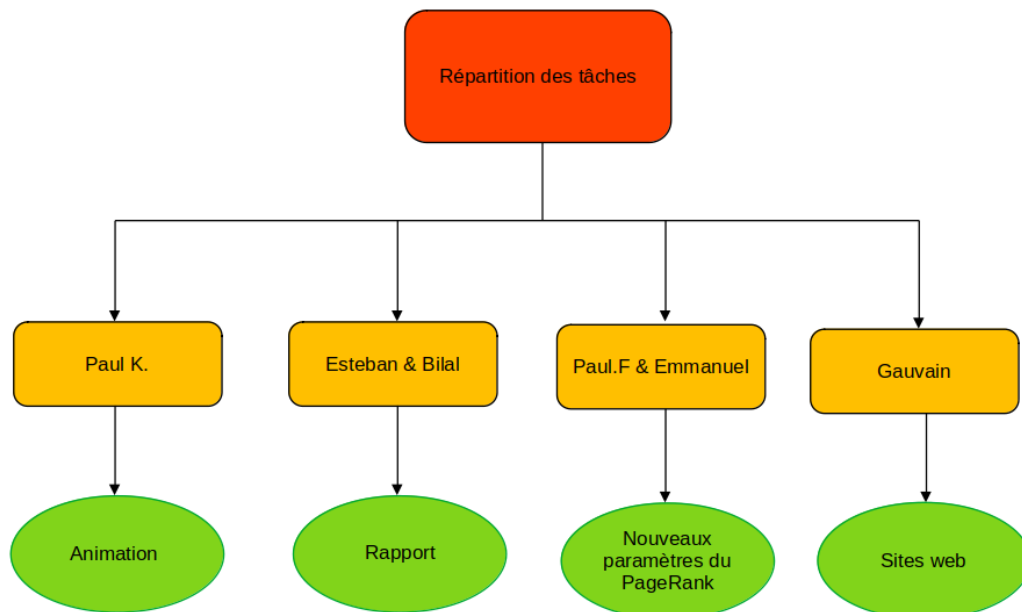 Répartition des tâches
Paul K.
Esteban & Bilal
Paul.F & Emmanuel
Gauvain
Animation
Rapport
Nouveaux
paramètres du
PageRank
Sites web